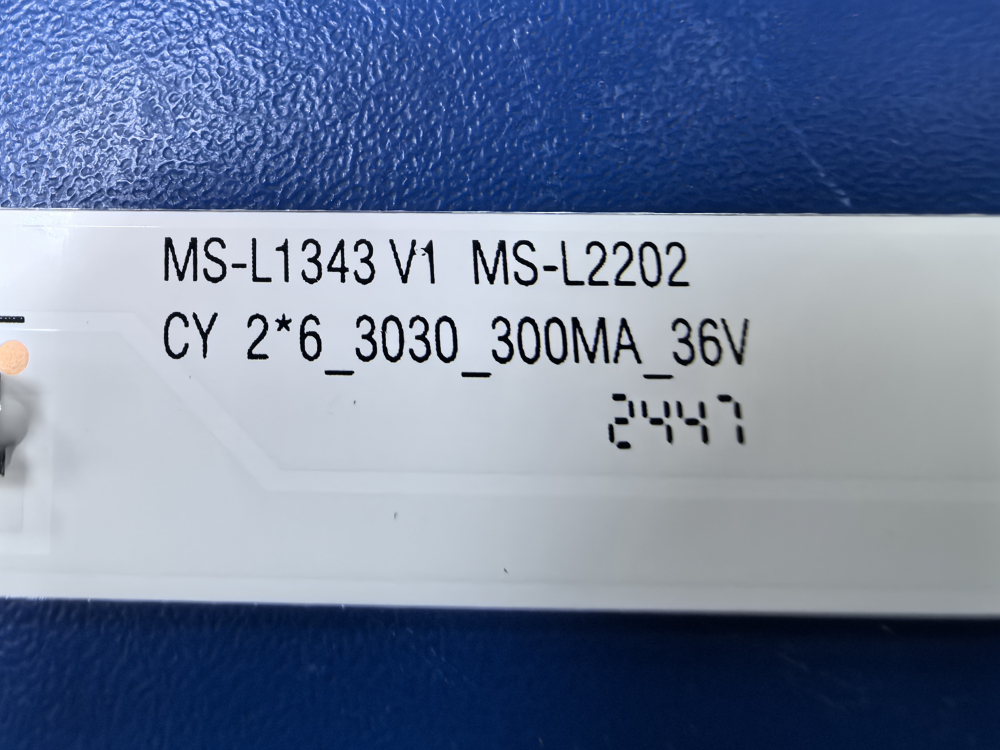 MS-L1343 V1 MS-L2202
CY 2*6_3030_300MA_36V
2447